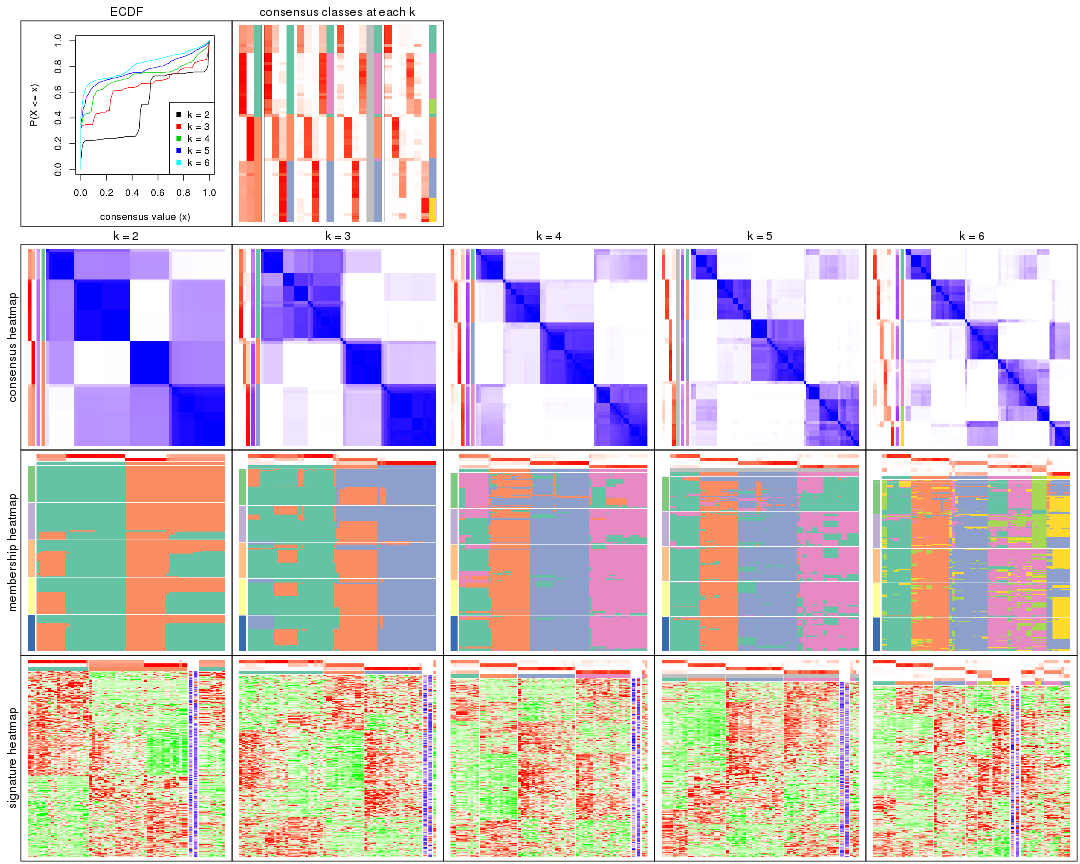 ECDF
consensus classes at each k
P(X <= x)
0.0 0.2 0.4 0.6 0.8 1.0
k = 2
k = 3
k = 4
k = 5
k = 6
0.0 0.2 0.4 0.6 0.8 1.0
consensus value (x)
k = 2
k = 3
k = 4
k = 5
k = 6
consensus heatmap
membership heatmap
signature heatmap